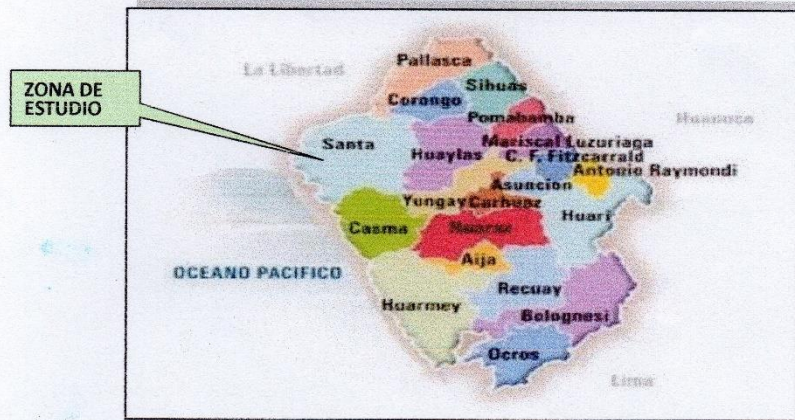 ZONA DE
ESTUDIO
La Libertad
Pallasca
Sihuas
Corongo
Pomabamba
Huanuco
Santa
Huaylas
Mariscal Luzuriaga
C. F. Fitzcarrald
Antonio Raymondi
Asuncion
Yungay
Carhuaz
Huari
Casma
Huaraz
Aija
OCEANO PACIFICO
Recuay
Huarmey
Bolognesi
Ocros
Lima